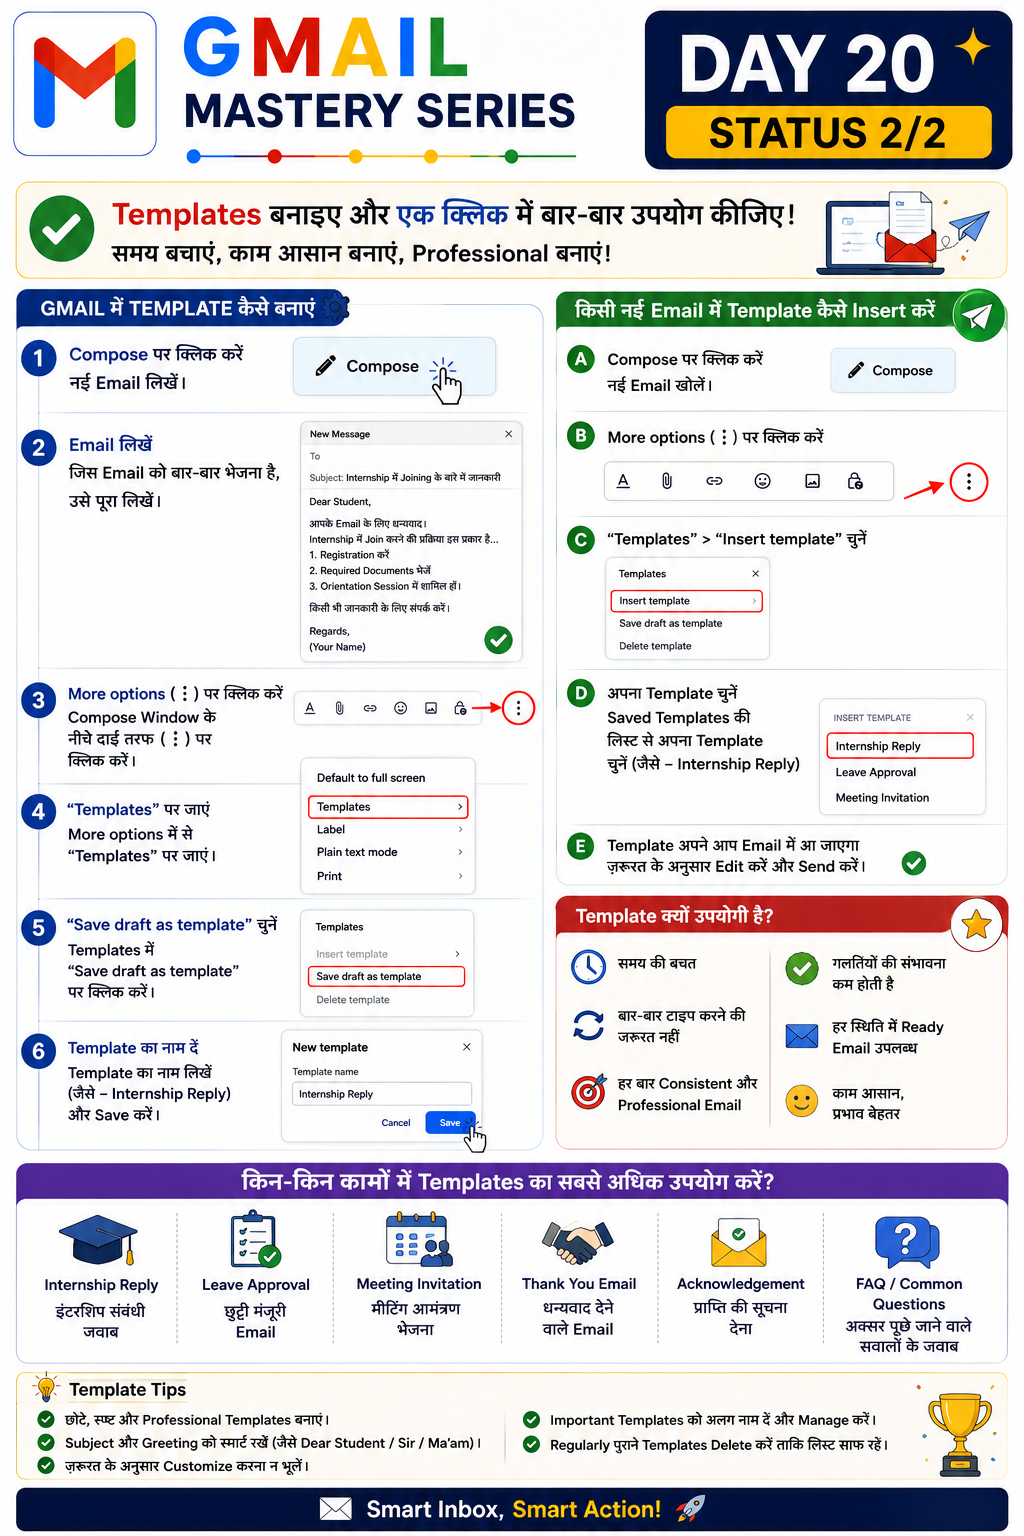 GMAIL
MASTERY SERIES
DAY 20
STATUS 2/2
Templates बनाइए और एक क्लिक में बार-बार उपयोग कीजिए!
समय बचाएं, काम आसान बनाएं, Professional बनाएं!
GMAIL में TEMPLATE कैसे बनाएं
1
Compose पर क्लिक करें
नई Email लिखें।
Compose
2
Email लिखें
जिस Email को बार-बार भेजना है,
उसे पूरा लिखें।
New Message
To
Subject: Internship में Joining के बारे में जानकारी
Dear Student,
आपके Email के लिए धन्यवाद।
Internship में Join करने की प्रक्रिया इस प्रकार है...
1. Registration करें
2. Required Documents भेजें
3. Orientation Session में शामिल हों।
किसी भी जानकारी के लिए संपर्क करें।
Regards,
(Your Name)
3
More options (⋮) पर क्लिक करें
Compose Window के
नीचे दाईं तरफ (⋮) पर
क्लिक करें।
4
“Templates” पर जाएं
More options में से
“Templates” पर जाएं।
Default to full screen
Templates
Label
Plain text mode
Print
5
“Save draft as template” चुनें
Templates में
“Save draft as template”
पर क्लिक करें।
Templates
Insert template
Save draft as template
Delete template
6
Template का नाम दें
Template का नाम लिखें
(जैसे – Internship Reply)
और Save करें।
New template
Template name
Internship Reply
Cancel
Save
किसी नई Email में Template कैसे Insert करें
A
Compose पर क्लिक करें
नई Email खोलें।
Compose
B
More options (⋮) पर क्लिक करें
C
“Templates” > “Insert template” चुनें
Templates
Insert template
Save draft as template
Delete template
D
अपना Template चुनें
Saved Templates की
लिस्ट से अपना Template
चुनें (जैसे – Internship Reply)
INSERT TEMPLATE
Internship Reply
Leave Approval
Meeting Invitation
E
Template अपने आप Email में आ जाएगा
ज़रूरत के अनुसार Edit करें और Send करें।
Template क्यों उपयोगी है?
समय की बचत
बार-बार टाइप करने की
जरूरत नहीं
हर बार Consistent और
Professional Email
गलतियों की संभावना
कम होती है
हर स्थिति में Ready
Email उपलब्ध
काम आसान,
प्रभाव बेहतर
किन-किन कामों में Templates का सबसे अधिक उपयोग करें?
Internship Reply
इंटरशिप संबंधी
जवाब
Leave Approval
छुट्टी मंजूरी
Email
Meeting Invitation
मीटिंग आमंत्रण
भेजना
Thank You Email
धन्यवाद देने
वाले Email
Acknowledgement
प्राप्ति की सूचना
देना
FAQ / Common
Questions
अक्सर पूछे जाने वाले
सवालों के जवाब
Template Tips
छोटे, स्पष्ट और Professional Templates बनाएं।
Subject और Greeting को स्मार्ट रखें (जैसे Dear Student / Sir / Ma'am)।
ज़रूरत के अनुसार Customize करना न भूलें।
Important Templates को अलग नाम दें और Manage करें।
Regularly पुराने Templates Delete करें ताकि लिस्ट साफ रहें।
Smart Inbox, Smart Action!